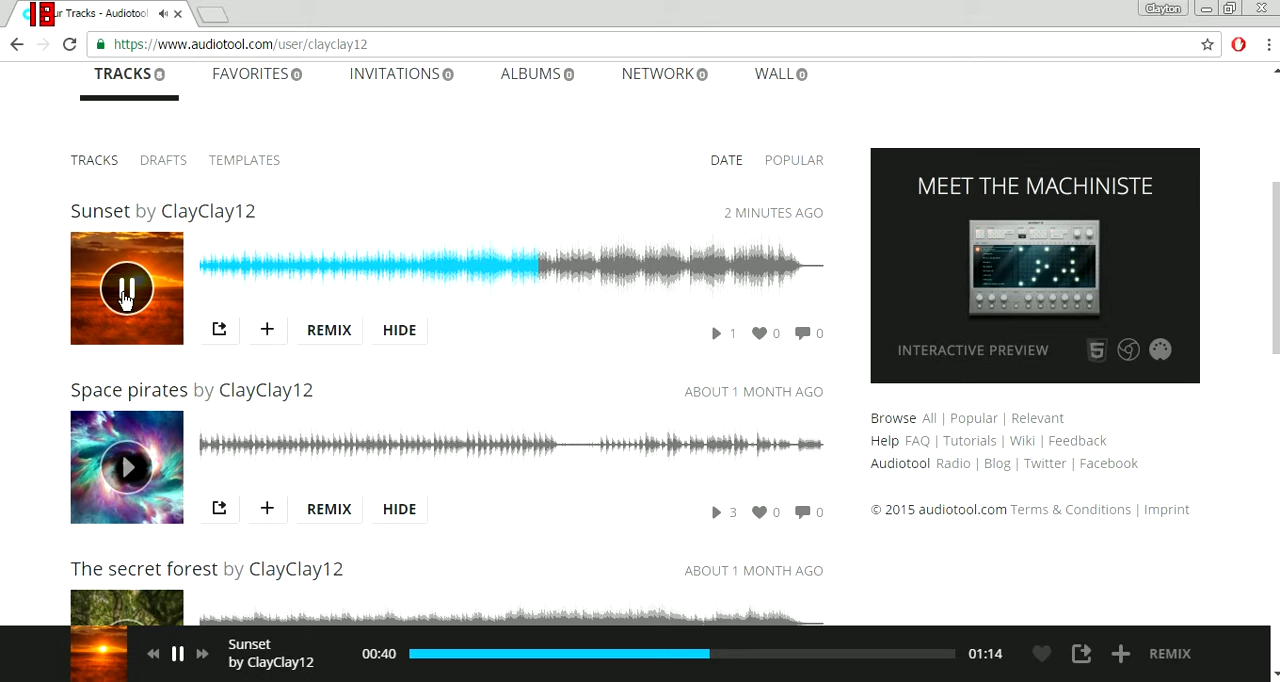 18
ur Tracks - Audiotool
Clayton
https://www.audiotool.com/user/clayclay12
TRACKS 8 FAVORITES 0 INVITATIONS 0 ALBUMS 0 NETWORK 0 WALL 0
TRACKS DRAFTS TEMPLATES DATE POPULAR
Sunset by ClayClay12 2 MINUTES AGO
REMIX HIDE 1 0 0
Space pirates by ClayClay12 ABOUT 1 MONTH AGO
REMIX HIDE 3 0 0
The secret forest by ClayClay12 ABOUT 1 MONTH AGO
MEET THE MACHINISTE
INTERACTIVE PREVIEW 5
Browse All | Popular | Relevant
Help FAQ | Tutorials | Wiki | Feedback
Audiotool Radio | Blog | Twitter | Facebook
© 2015 audiotool.com Terms & Conditions | Imprint
Sunset
by ClayClay12
00:40 01:14 REMIX